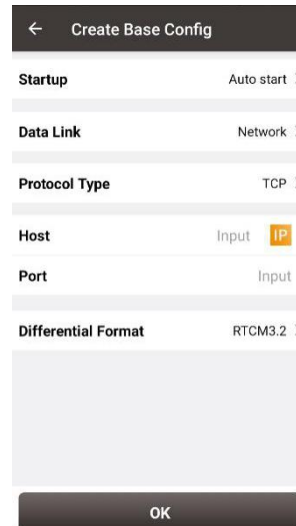 Create Base Config
Startup Auto start
Data Link Network
Protocol Type TCP
Host Input IP
Port Input
Differential Format RTCM3.2
OK